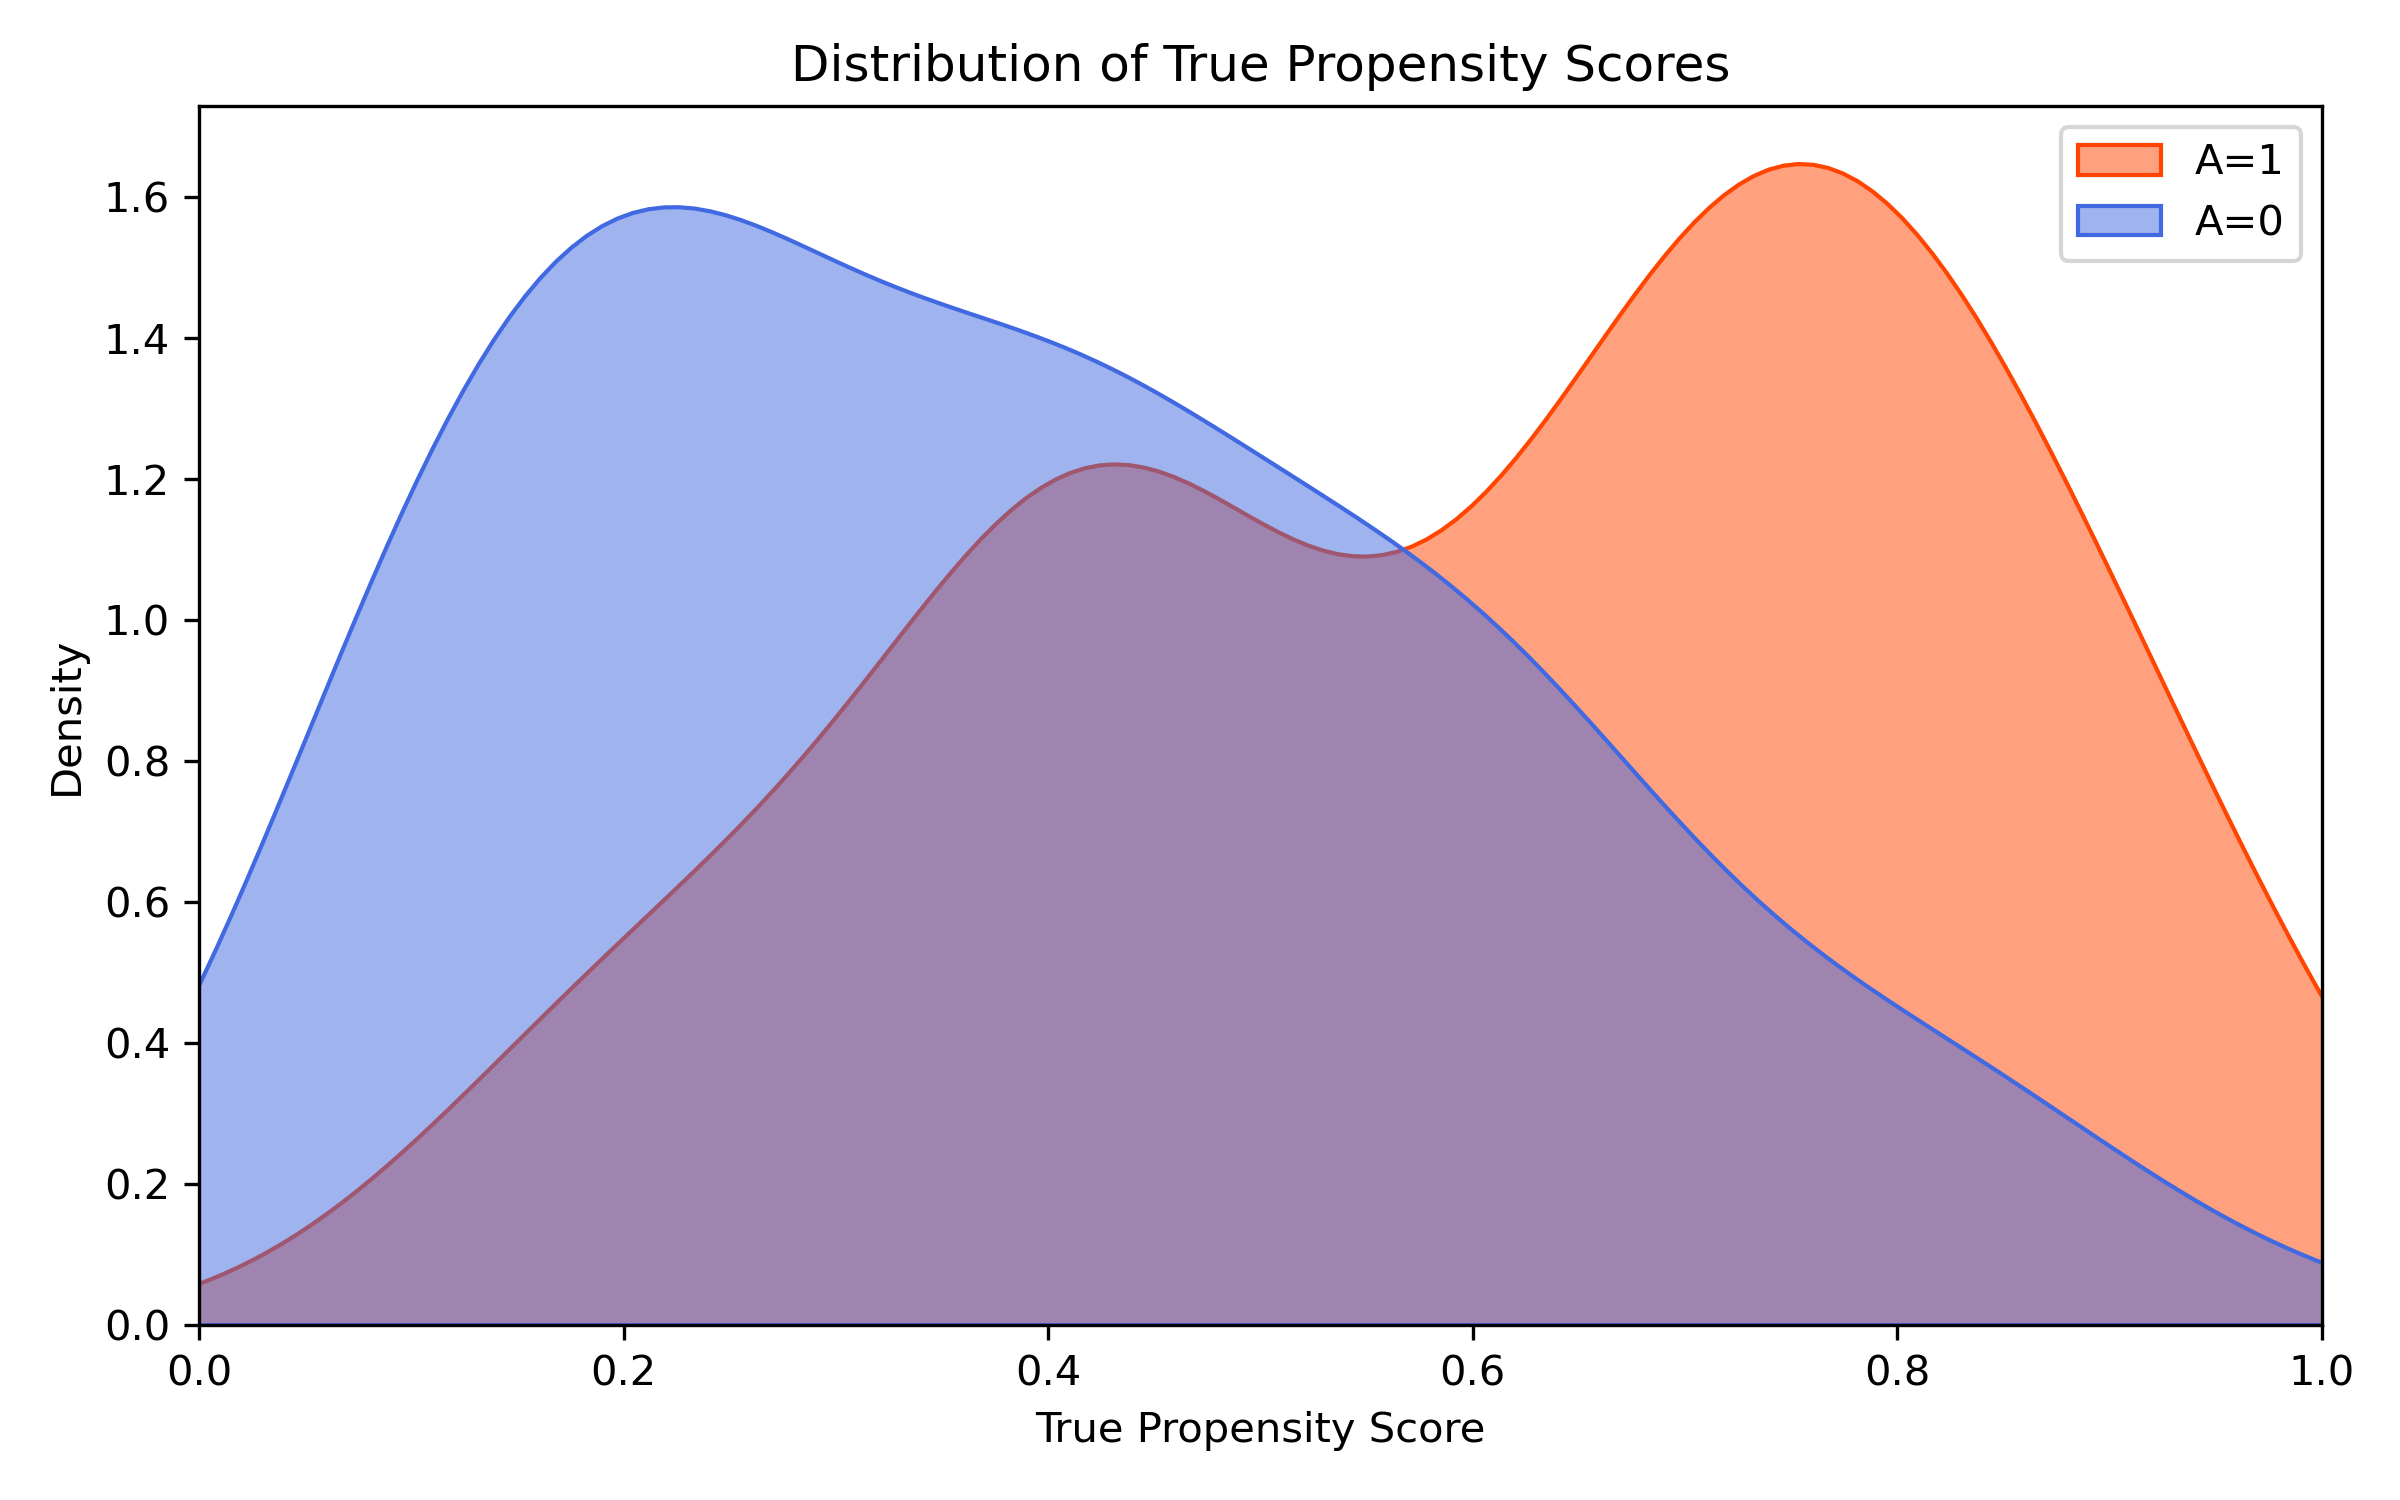 Distribution of True Propensity Scores
A=1
A=0
1.6
1.4
1.2
1.0
0.8
0.6
0.4
0.2
0.0
Density
0.0 0.2 0.4 0.6 0.8 1.0
True Propensity Score